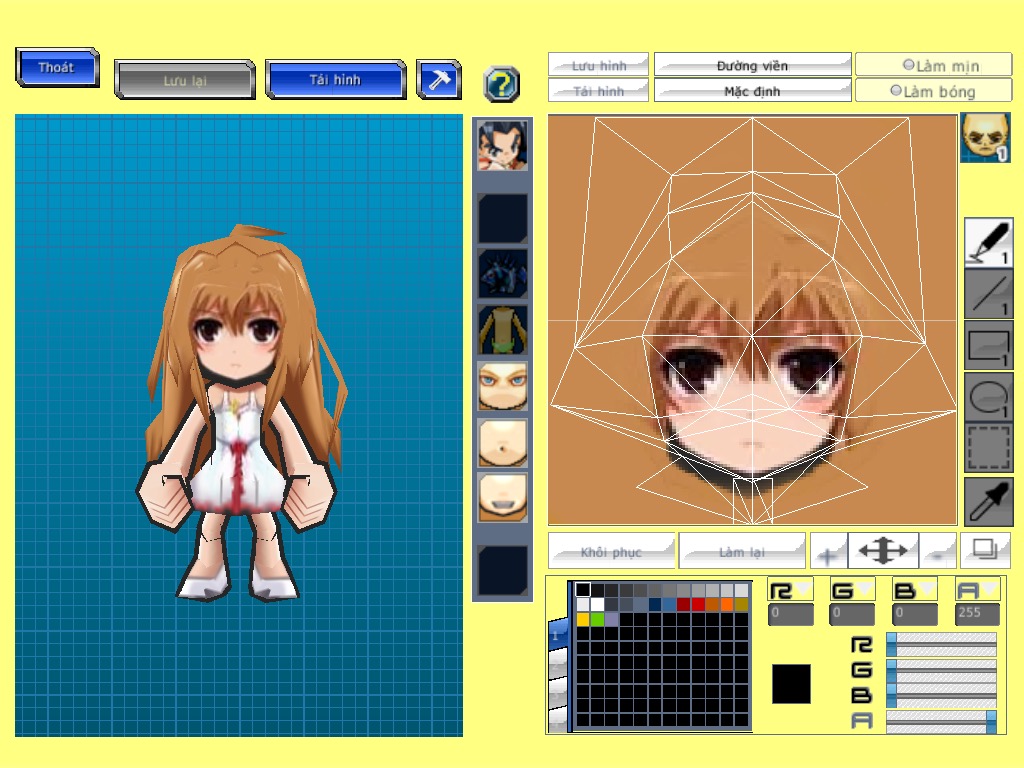 Thoát
Lưu lại
Tải hình
?
Lưu hình
Đường viền
Làm mịn
Tải hình
Mặc định
Làm bóng
1
1
1
1
1
Khôi phục
Làm lại
+
-
R G B A
0 0 0 255
1
R
G
B
A